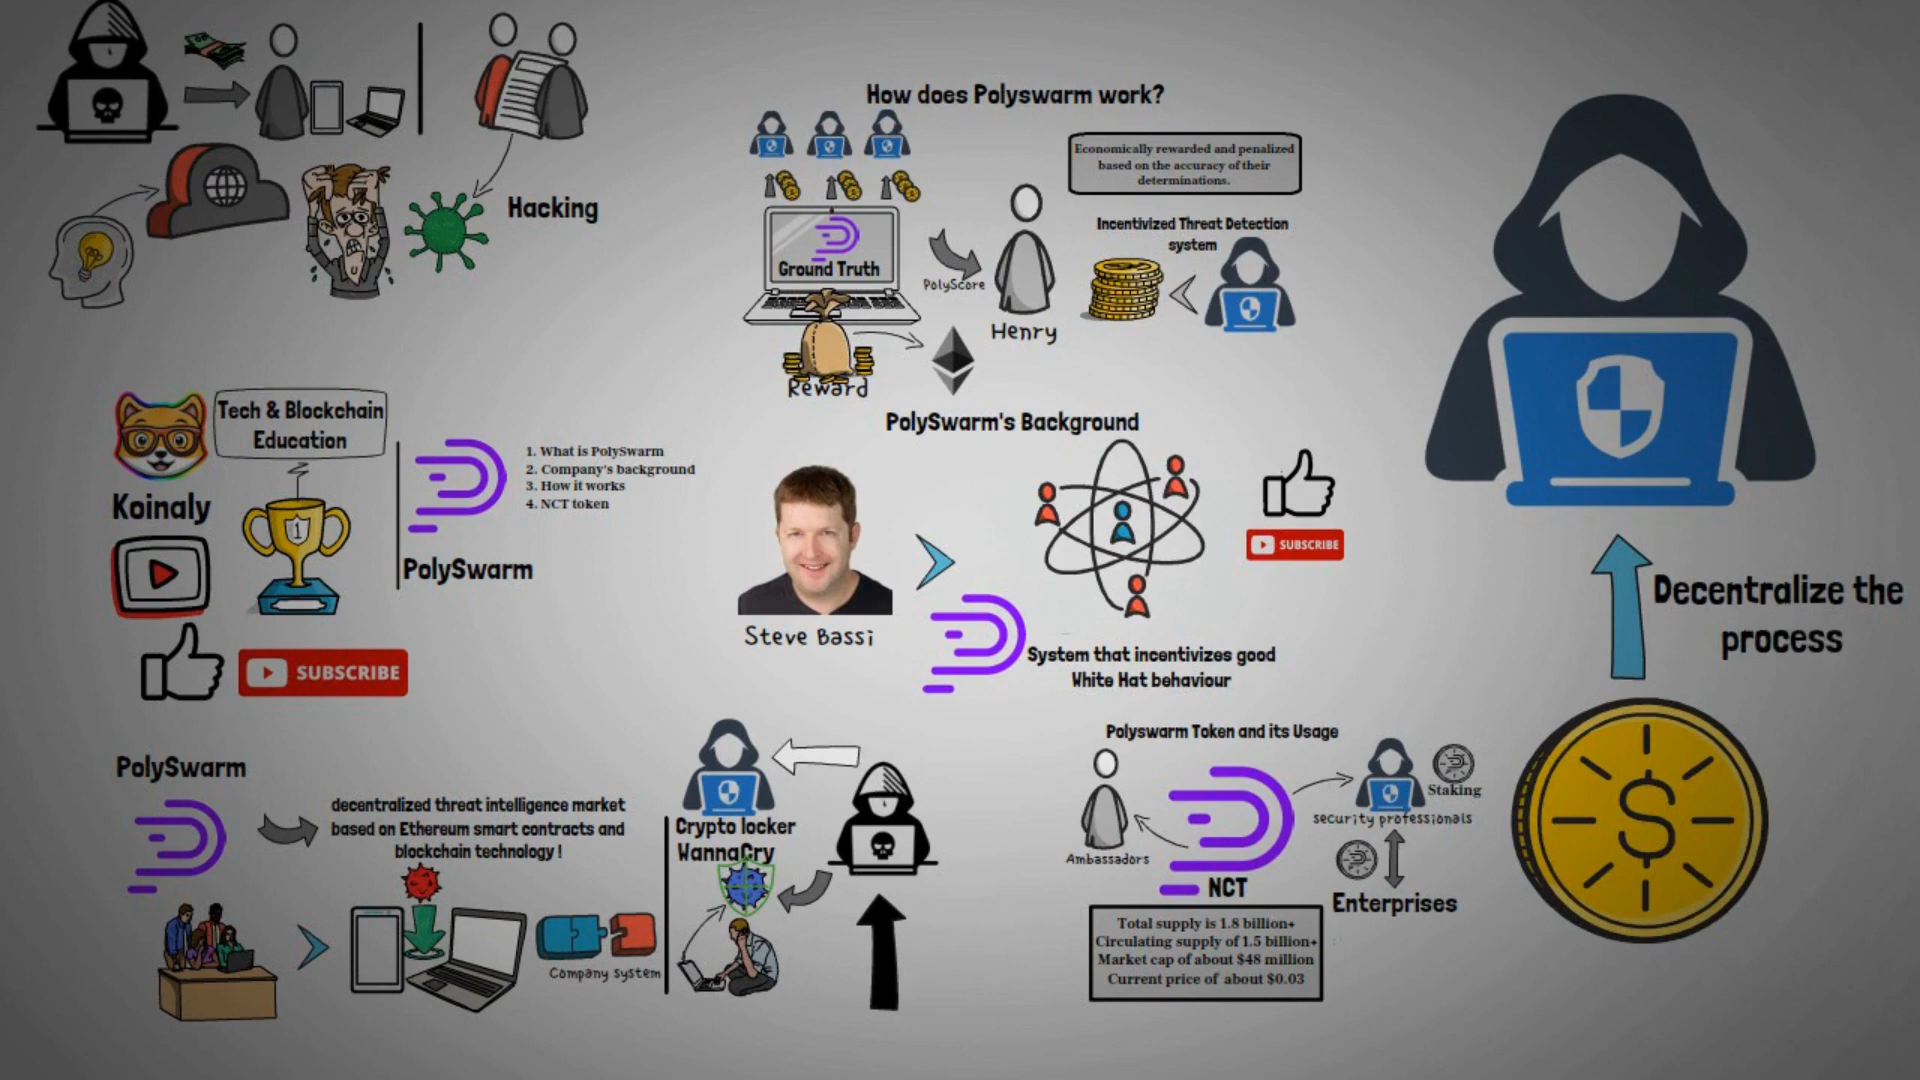 Hacking
How does Polyswarm work?
Economically rewarded and penalized
based on the accuracy of their
determinations.
Ground Truth
PolyScore
Henry
Incentivized Threat Detection
system
Reward
Koinaly
Tech & Blockchain
Education
1
PolySwarm
1. What is PolySwarm
2. Company's background
3. How it works
4. NCT token
SUBSCRIBE
PolySwarm's Background
Steve Bassi
SUBSCRIBE
System that incentivizes good
White Hat behaviour
Decentralize the
process
$
PolySwarm
decentralized threat intelligence market
based on Ethereum smart contracts and
blockchain technology !
Company system
Crypto locker
WannaCry
Polyswarm Token and its Usage
Ambassadors
NCT
Staking
security professionals
Enterprises
Total supply is 1.8 billion+
Circulating supply of 1.5 billion+
Market cap of about $48 million
Current price of about $0.03